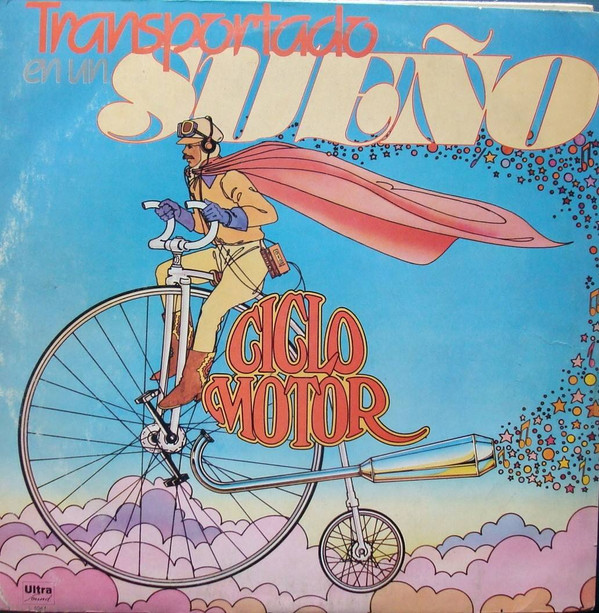 Transportado
en un
SUEÑO
CICLO
MOTOR
Ultra